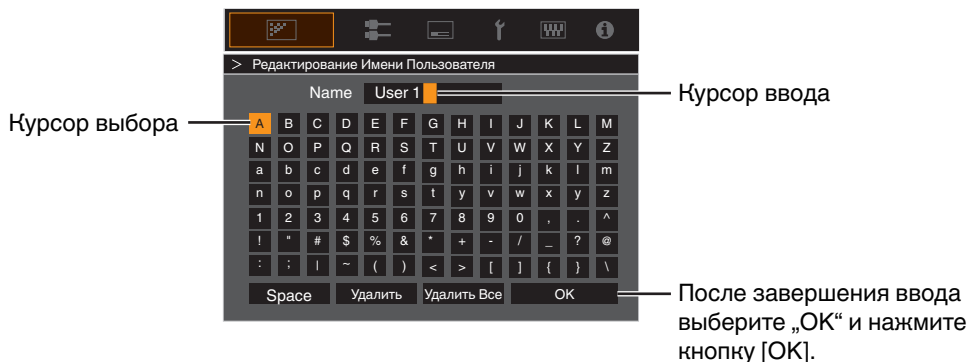 > Редактирование Имени Пользователя
Name User 1
Курсор ввода
Курсор выбора
A B C D E F G H I J K L M
N O P Q R S T U V W X Y Z
a b c d e f g h i j k l m
n o p q r s t y v w x y z
1 2 3 4 5 6 7 8 9 0 , . ^
! " # $ % & * + - / _ ? @
: ; | ~ ( ) < > [ ] { } \
Space Удалить Удалить Все OK
После завершения ввода
выберите „OK“ и нажмите
кнопку [OK].